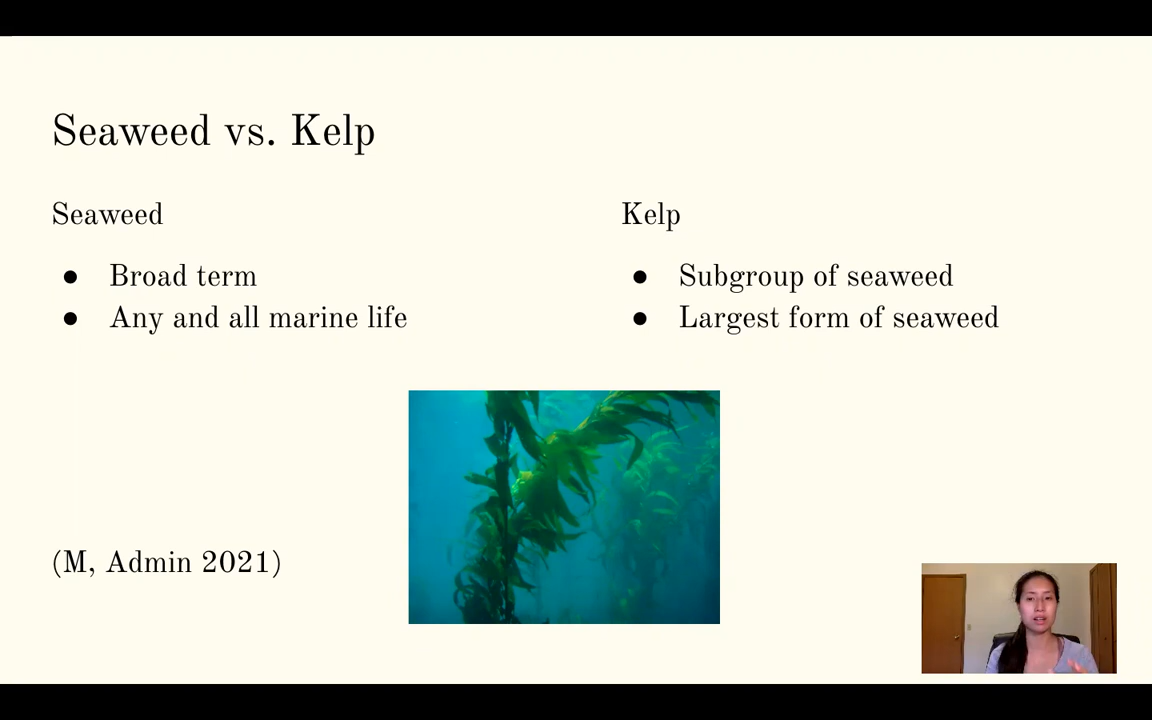 Seaweed vs. Kelp
Seaweed
● Broad term
● Any and all marine life
Kelp
● Subgroup of seaweed
● Largest form of seaweed
(M, Admin 2021)